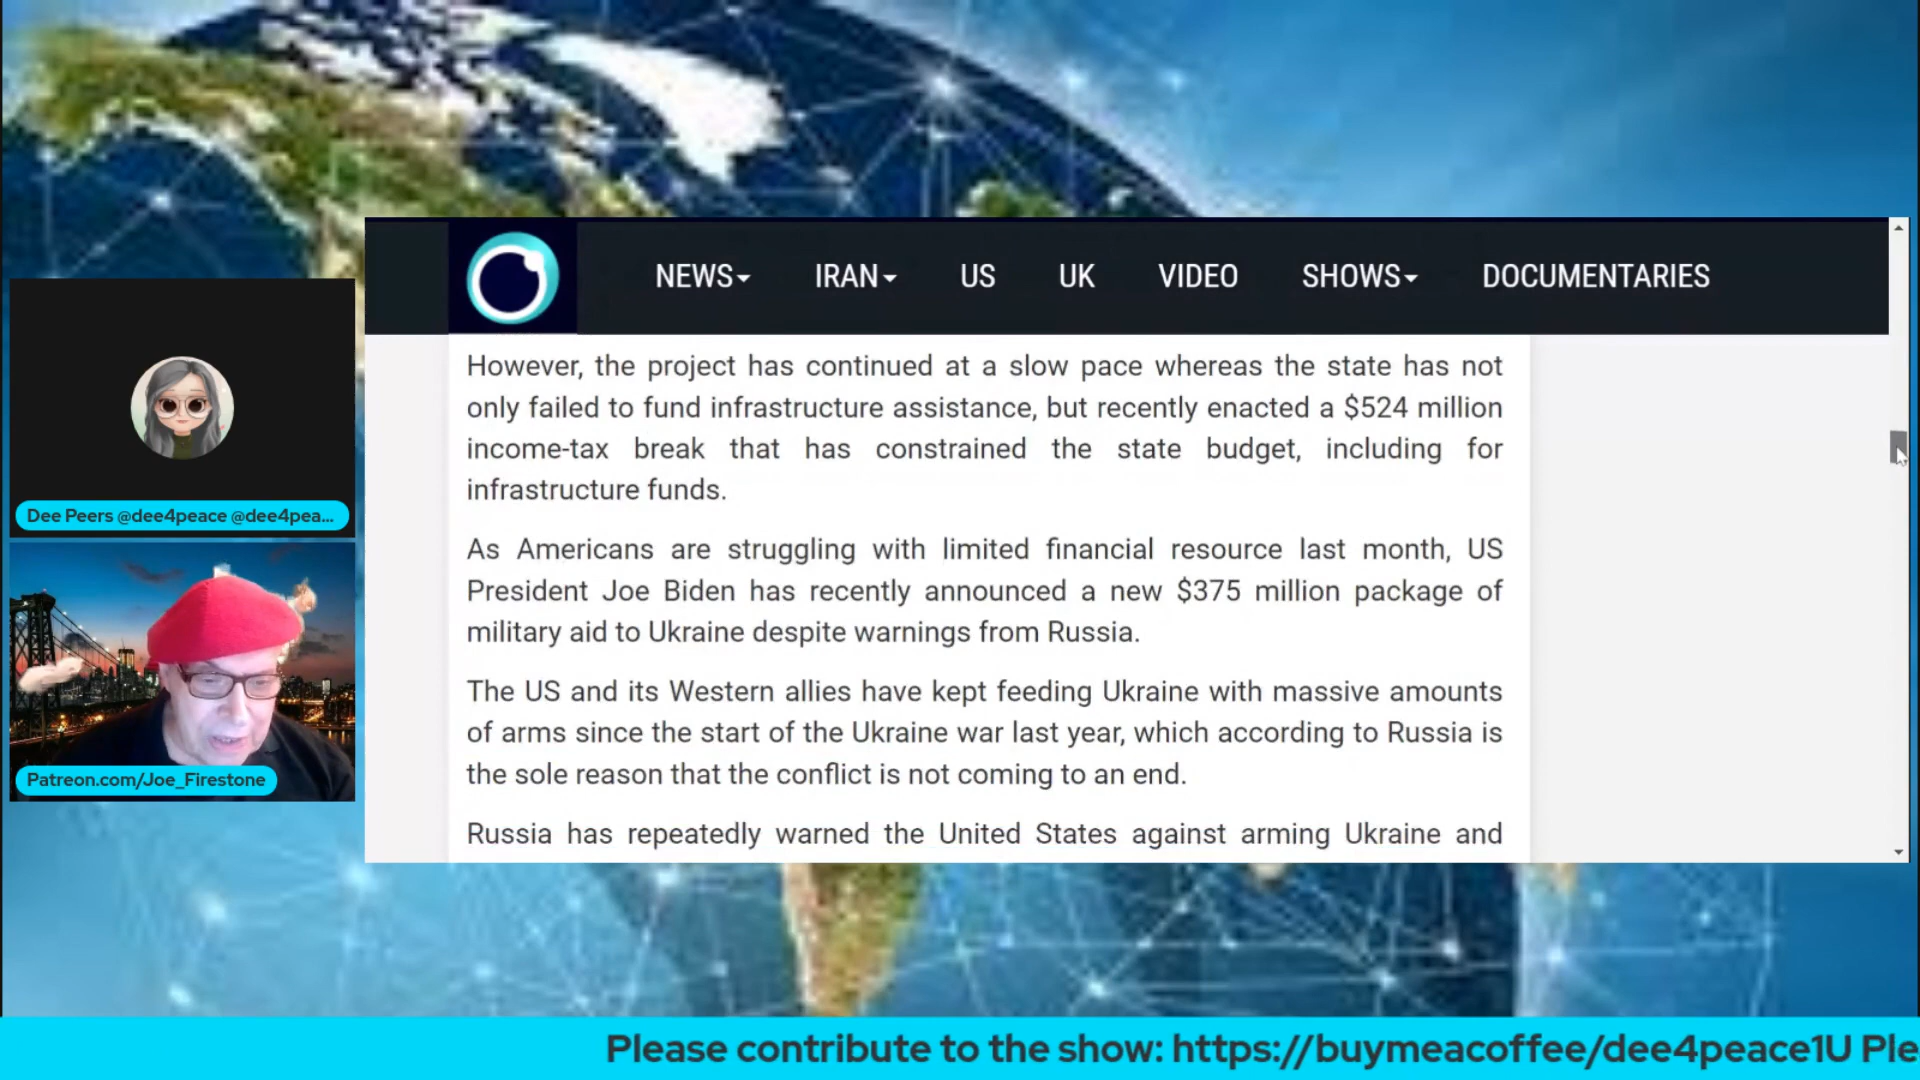 NEWS IRAN US UK VIDEO SHOWS DOCUMENTARIES
However, the project has continued at a slow pace whereas the state has not
only failed to fund infrastructure assistance, but recently enacted a $524 million
income-tax break that has constrained the state budget, including for
infrastructure funds.
As Americans are struggling with limited financial resource last month, US
President Joe Biden has recently announced a new $375 million package of
military aid to Ukraine despite warnings from Russia.
The US and its Western allies have kept feeding Ukraine with massive amounts
of arms since the start of the Ukraine war last year, which according to Russia is
the sole reason that the conflict is not coming to an end.
Russia has repeatedly warned the United States against arming Ukraine and
Dee Peers @dee4peace @dee4pea...
Patreon.com/Joe_Firestone
Please contribute to the show: https://buymeacoffee/dee4peace1U Ple